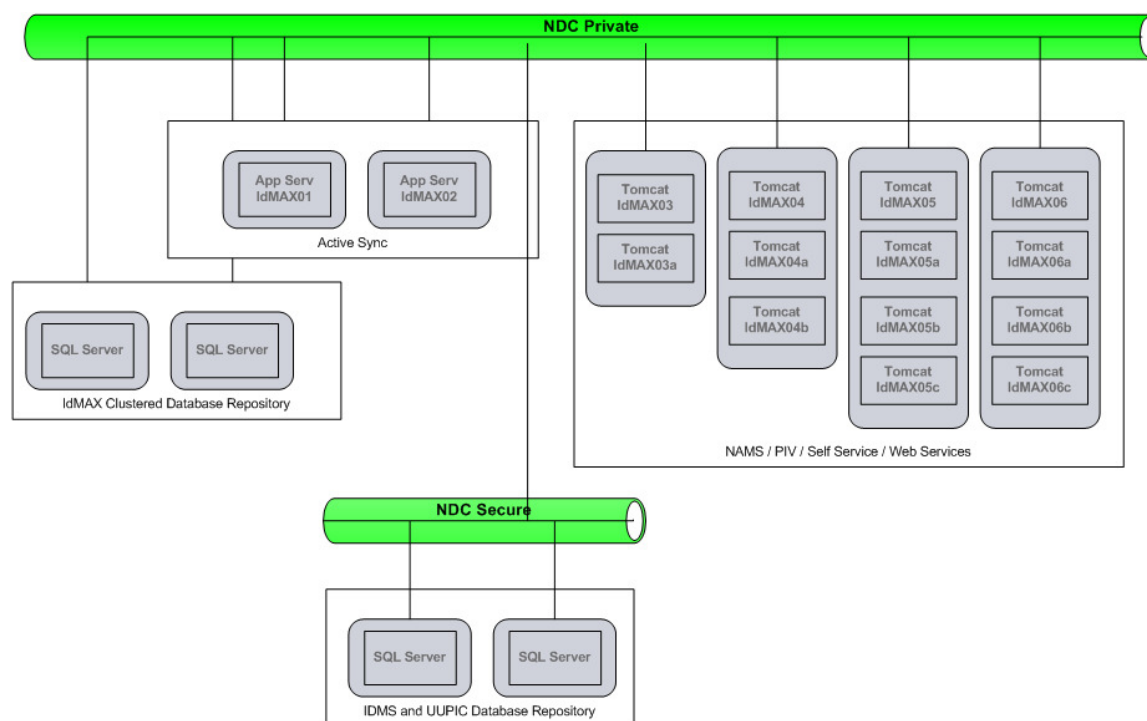 NDC Private
App Serv
IdMAX01
App Serv
IdMAX02
Active Sync
SQL Server
SQL Server
IdMAX Clustered Database Repository
Tomcat
IdMAX03
Tomcat
IdMAX03a
Tomcat
IdMAX04
Tomcat
IdMAX04a
Tomcat
IdMAX04b
Tomcat
IdMAX05
Tomcat
IdMAX05a
Tomcat
IdMAX05b
Tomcat
IdMAX05c
Tomcat
IdMAX06
Tomcat
IdMAX06a
Tomcat
IdMAX06b
Tomcat
IdMAX06c
NAMS / PIV / Self Service / Web Services
NDC Secure
SQL Server
SQL Server
IDMS and UUPIC Database Repository